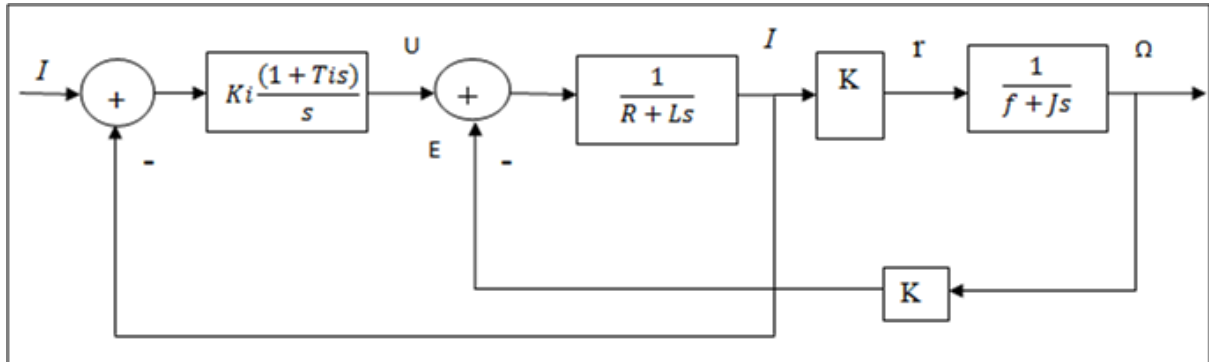 I
+
-
Ki (1 + Tis) / s
U
+
E
-
1 / R + Ls
I
K
r
1 / f + Js
Ω
K